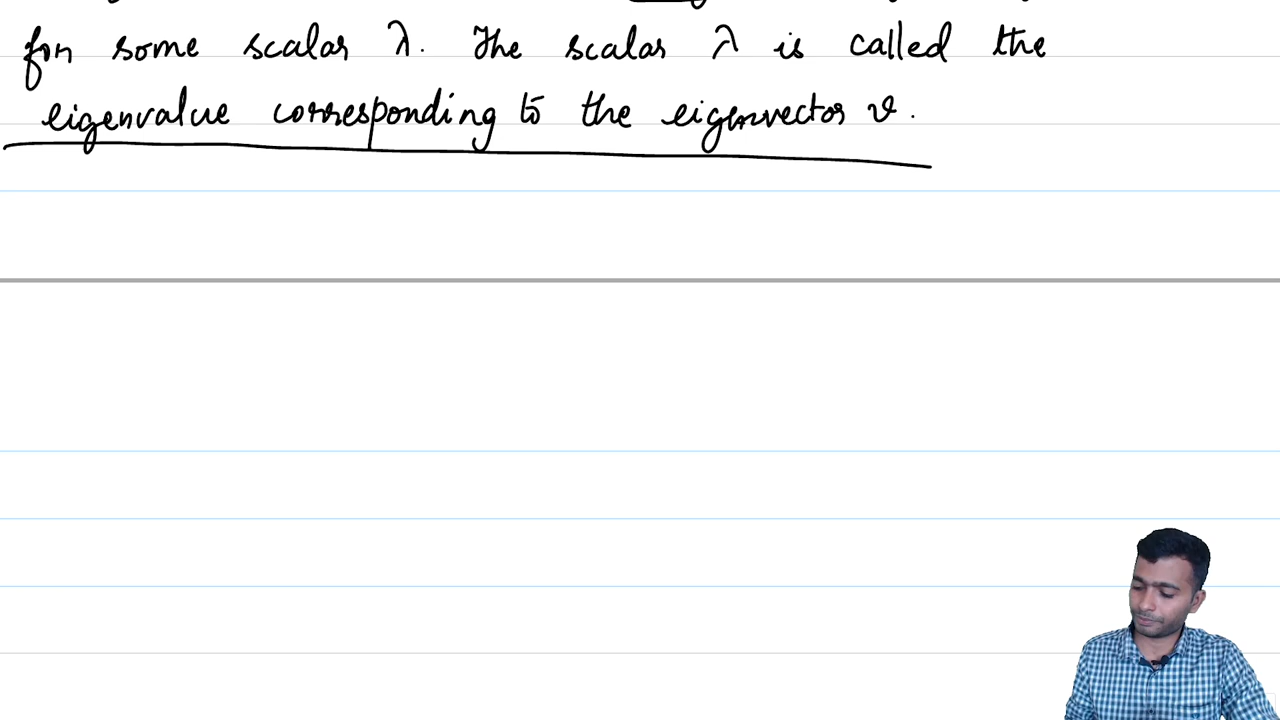 for some scalar λ. The scalar λ is called the
eigenvalue corresponding to the eigenvector v.